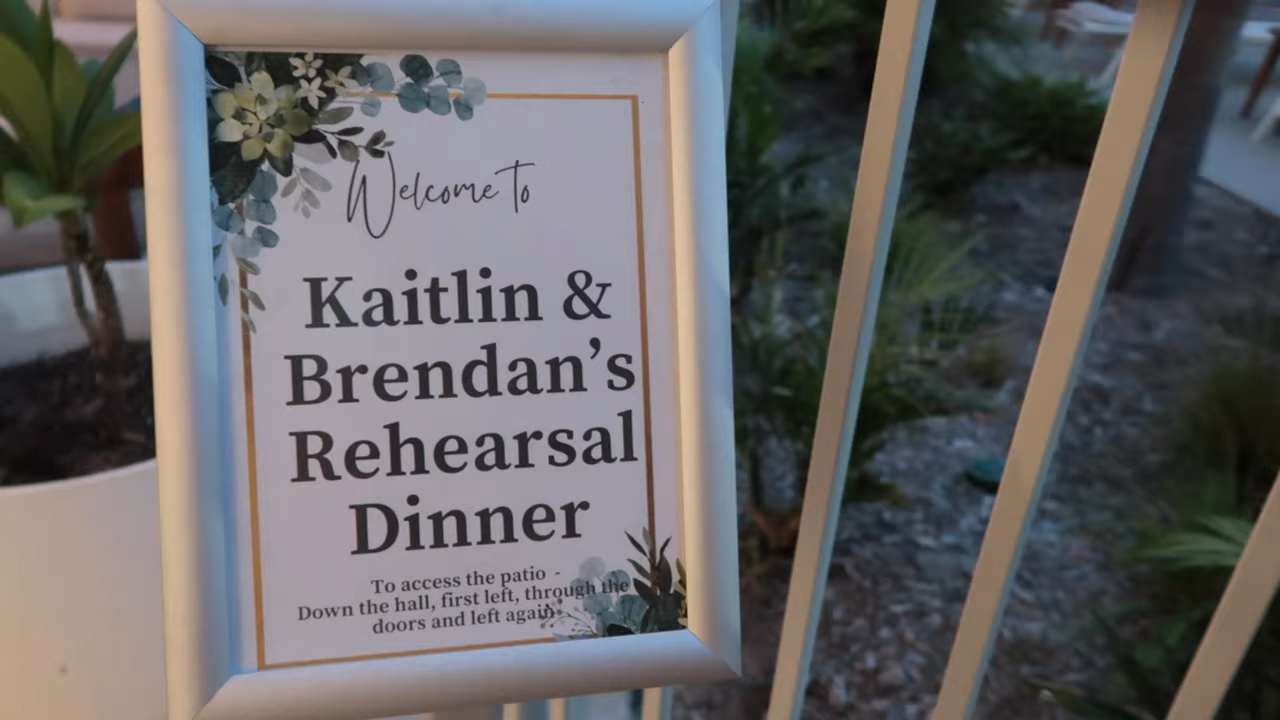 Welcome To
Kaitlin &
Brendan’s
Rehearsal
Dinner
To access the patio -
Down the hall, first left, through the
doors and left again